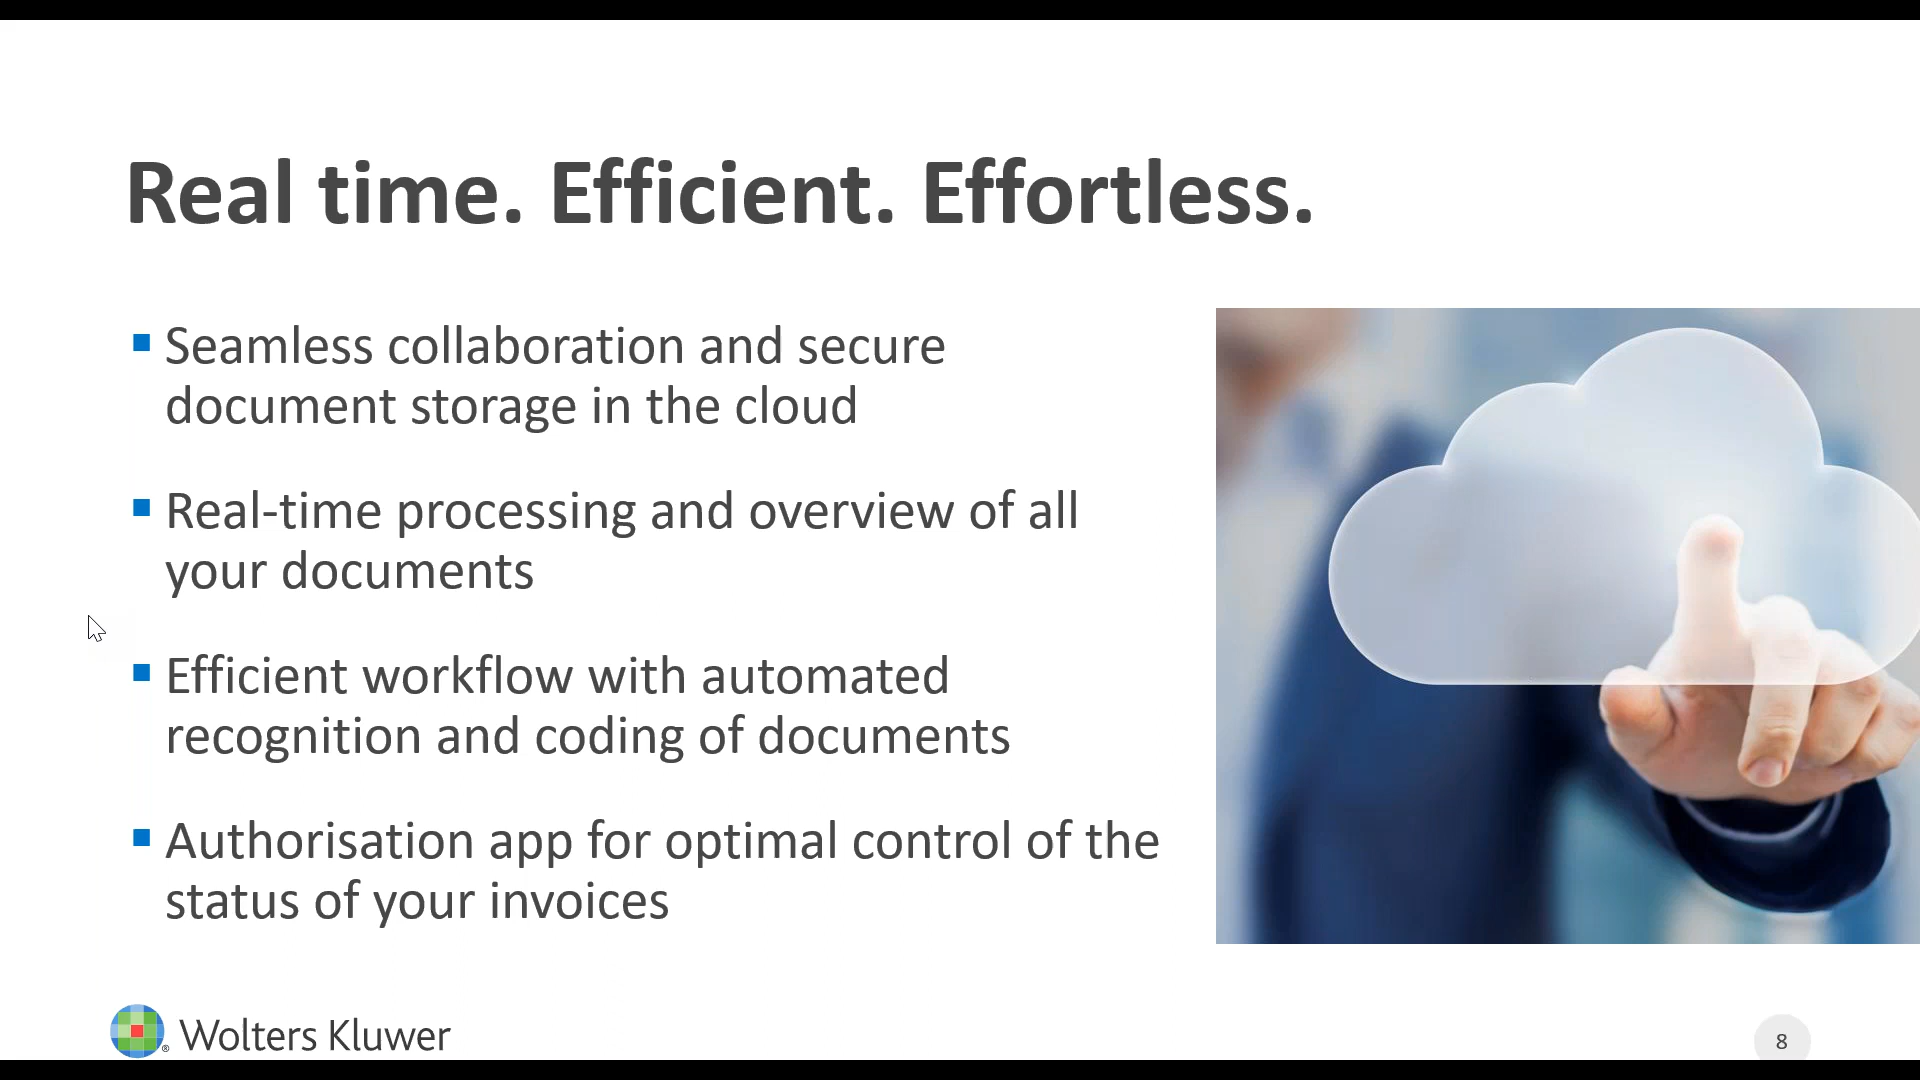 Real time. Efficient. Effortless.
Seamless collaboration and secure
document storage in the cloud
Real-time processing and overview of all
your documents
Efficient workflow with automated
recognition and coding of documents
Authorisation app for optimal control of the
status of your invoices
® Wolters Kluwer
8